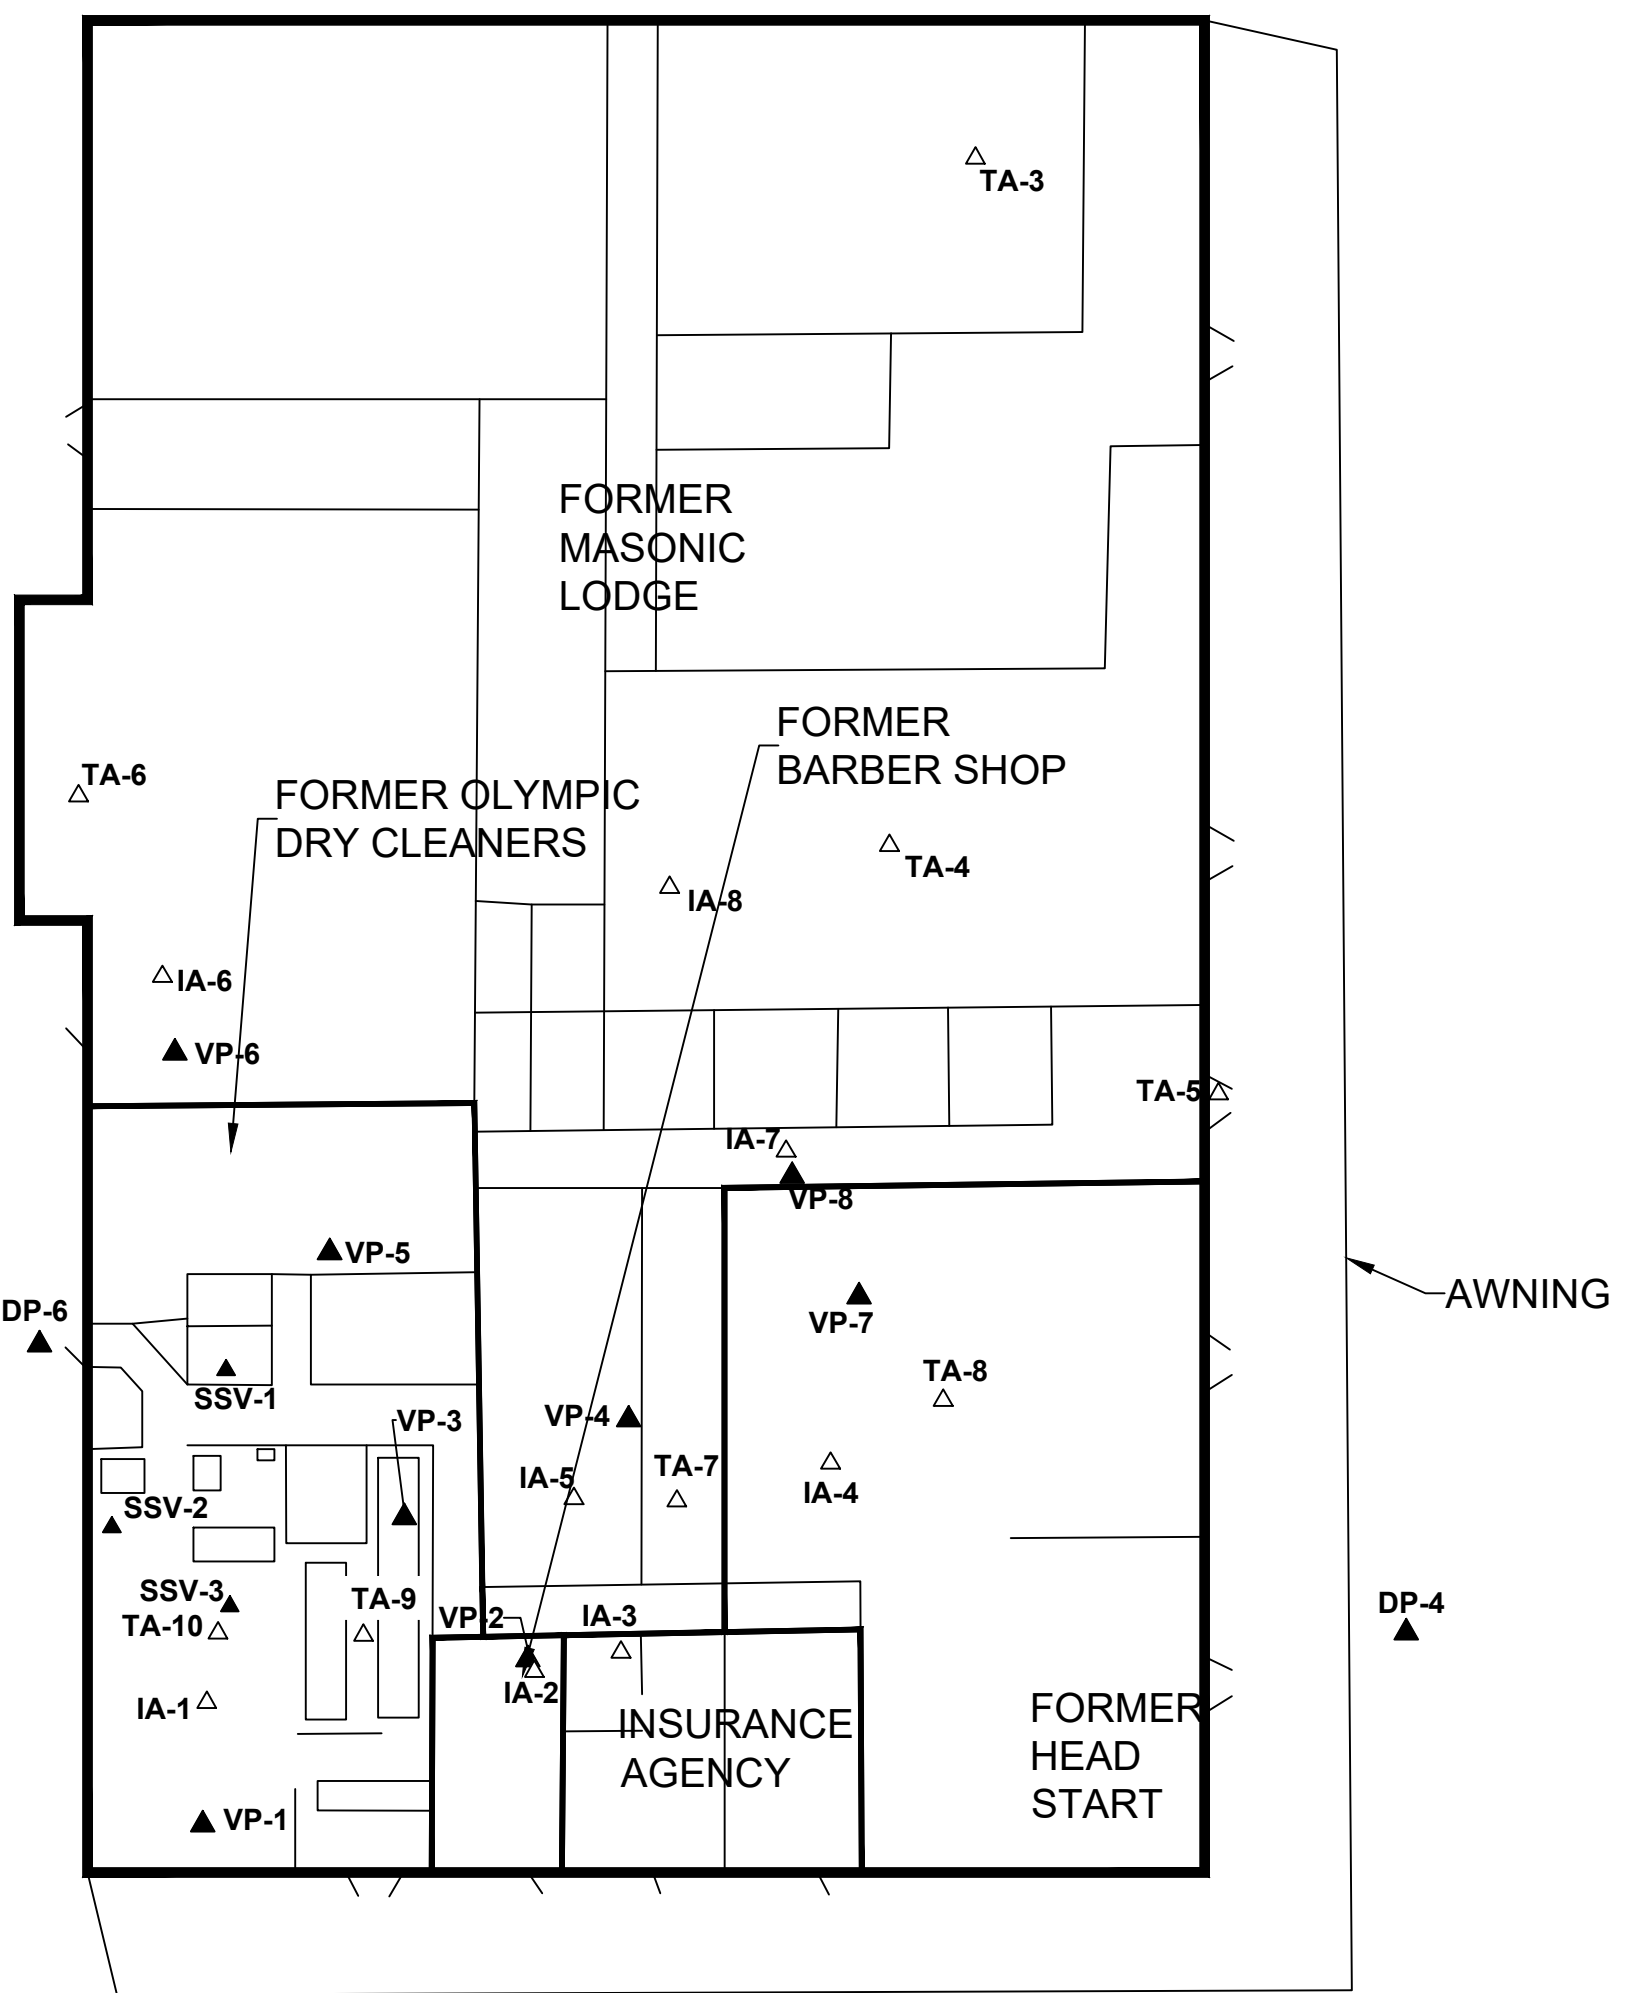 TA-3
FORMER
MASONIC
LODGE
FORMER
BARBER SHOP
TA-6
FORMER OLYMPIC
DRY CLEANERS
TA-4
IA-8
IA-6
VP-6
TA-5
IA-7
VP-8
VP-5
AWNING
DP-6
VP-7
TA-8
SSV-1
VP-3
VP-4
TA-7
IA-5
IA-4
SSV-2
SSV-3
TA-9
DP-4
TA-10
VP-2
IA-3
IA-2
IA-1
INSURANCE
AGENCY
FORMER
HEAD
START
VP-1